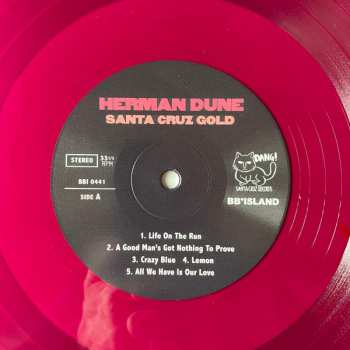 HERMAN DUNE
SANTA CRUZ GOLD
STEREO
33 1/3
RPM
BBI 0441
SIDE A
DANG!
SANTA CRUZ RECORDS
BB*ISLAND
1. Life On The Run
2. A Good Man's Got Nothing To Prove
3. Crazy Blue 4. Lemon
5. All We Have Is Our Love